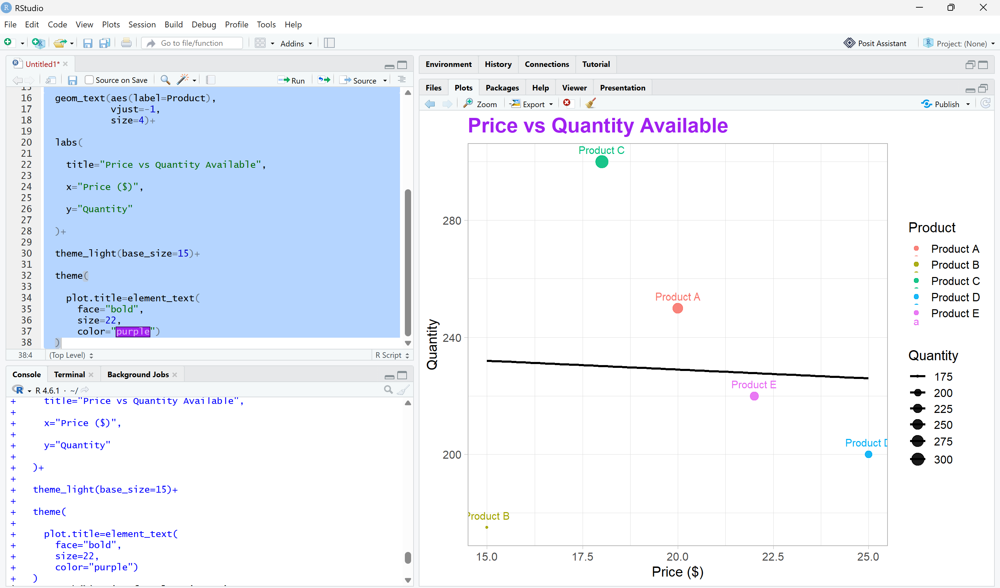 RStudio
File Edit Code View Plots Session Build Debug Profile Tools Help
Go to file/function Addins Posit Assistant Project: (None)
Untitled1*
Source on Save Run Source
15
16 geom_text(aes(label=Product),
17 vjust=-1,
18 size=4)+
19
20 labs(
21
22 title="Price vs Quantity Available",
23
24 x="Price ($)",
25
26 y="Quantity"
27
28 )+
29
30 theme_light(base_size=15)+
31
32 theme(
33
34 plot.title=element_text(
35 face="bold",
36 size=22,
37 color="purple")
38 )
38:4 (Top Level) R Script
Console Terminal Background Jobs
R 4.6.1 · ~/
+ title="Price vs Quantity Available",
+
+ x="Price ($)",
+
+ y="Quantity"
+
+ )+
+
+ theme_light(base_size=15)+
+
+ theme(
+
+ plot.title=element_text(
+ face="bold",
+ size=22,
+ color="purple")
+ )
Environment History Connections Tutorial
Files Plots Packages Help Viewer Presentation
Zoom Export Publish
Price vs Quantity Available
Product C
280
Product A
Quantity
240
Product E
Product D
200
Product B
15.0 17.5 20.0 22.5 25.0
Price ($)
Product
Product A
Product B
Product C
Product D
Product E
a
Quantity
175
200
225
250
275
300